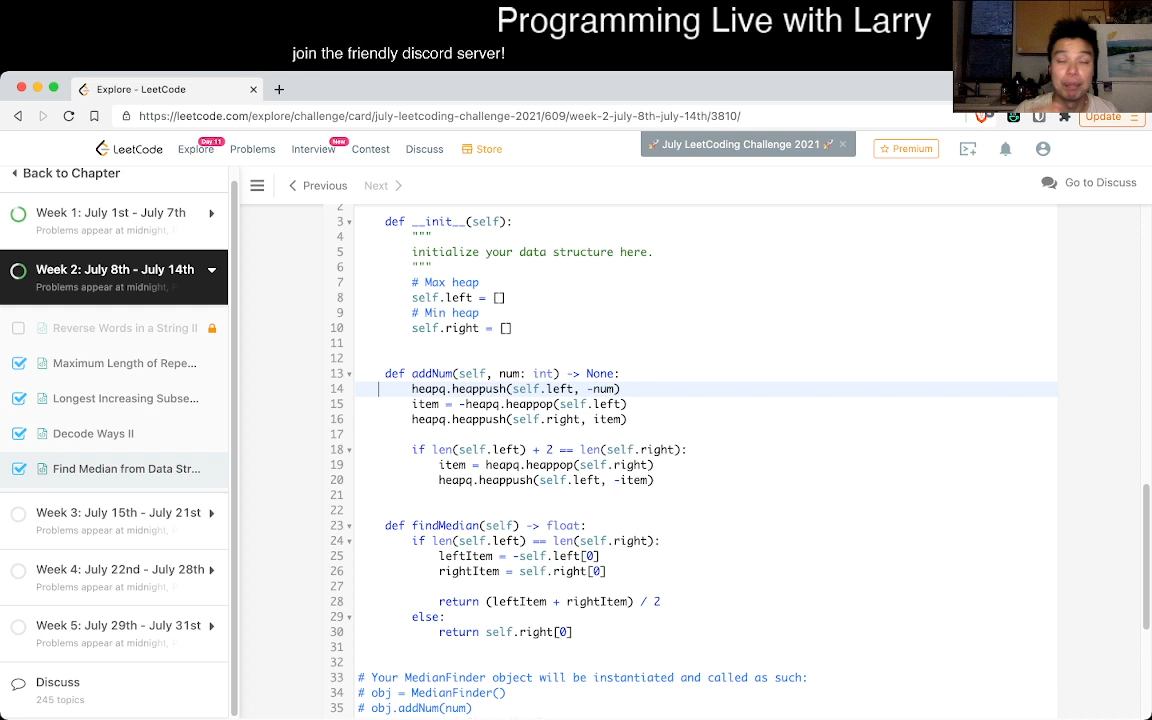 Programming Live with Larry
join the friendly discord server!
Explore - LeetCode
https://leetcode.com/explore/challenge/card/july-leetcoding-challenge-2021/609/week-2-july-8th-july-14th/3810/
Update
LeetCode
Explore
Day 11
Problems
Interview
New
Contest
Discuss
Store
🚀 July LeetCoding Challenge 2021 🚀
Premium
Back to Chapter
Previous
Next
Go to Discuss
Week 1: July 1st - July 7th
Problems appear at midnight,
Week 2: July 8th - July 14th
Problems appear at midnight,
Reverse Words in a String II
Maximum Length of Repe...
Longest Increasing Subse...
Decode Ways II
Find Median from Data Str...
Week 3: July 15th - July 21st
Problems appear at midnight,
Week 4: July 22nd - July 28th
Problems appear at midnight,
Week 5: July 29th - July 31st
Problems appear at midnight,
Discuss
245 topics
2
3 def __init__(self):
4 """
5 initialize your data structure here.
6 """
7 # Max heap
8 self.left = []
9 # Min heap
10 self.right = []
11
12
13 def addNum(self, num: int) -> None:
14 heapq.heappush(self.left, -num)
15 item = -heapq.heappop(self.left)
16 heapq.heappush(self.right, item)
17
18 if len(self.left) + 2 == len(self.right):
19 item = heapq.heappop(self.right)
20 heapq.heappush(self.left, -item)
21
22
23 def findMedian(self) -> float:
24 if len(self.left) == len(self.right):
25 leftItem = -self.left[0]
26 rightItem = self.right[0]
27
28 return (leftItem + rightItem) / 2
29 else:
30 return self.right[0]
31
32
33 # Your MedianFinder object will be instantiated and called as such:
34 # obj = MedianFinder()
35 # obj.addNum(num)